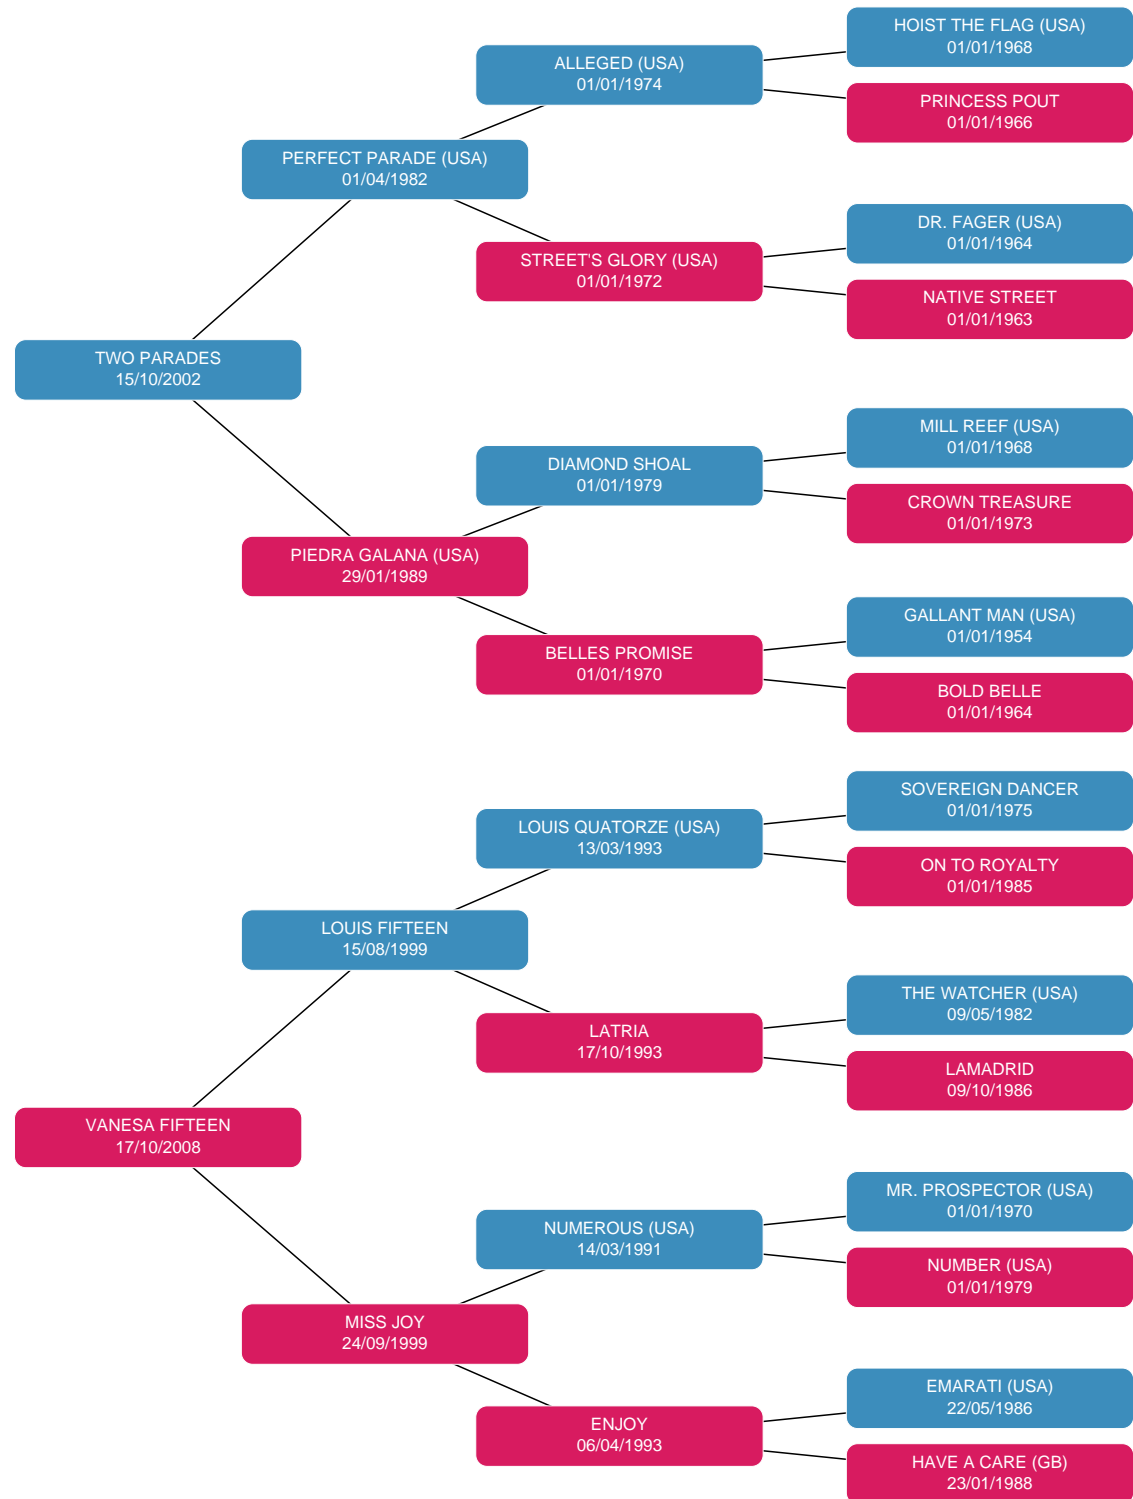 HOIST THE FLAG (USA)
01/01/1968
ALLEGED (USA)
01/01/1974
PRINCESS POUT
01/01/1966
PERFECT PARADE (USA)
01/04/1982
DR. FAGER (USA)
01/01/1964
STREET'S GLORY (USA)
01/01/1972
NATIVE STREET
01/01/1963
TWO PARADES
15/10/2002
MILL REEF (USA)
01/01/1968
DIAMOND SHOAL
01/01/1979
CROWN TREASURE
01/01/1973
PIEDRA GALANA (USA)
29/01/1989
GALLANT MAN (USA)
01/01/1954
BELLES PROMISE
01/01/1970
BOLD BELLE
01/01/1964
SOVEREIGN DANCER
01/01/1975
LOUIS QUATORZE (USA)
13/03/1993
ON TO ROYALTY
01/01/1985
LOUIS FIFTEEN
15/08/1999
THE WATCHER (USA)
09/05/1982
LATRIA
17/10/1993
LAMADRID
09/10/1986
VANESA FIFTEEN
17/10/2008
MR. PROSPECTOR (USA)
01/01/1970
NUMEROUS (USA)
14/03/1991
NUMBER (USA)
01/01/1979
MISS JOY
24/09/1999
EMARATI (USA)
22/05/1986
ENJOY
06/04/1993
HAVE A CARE (GB)
23/01/1988